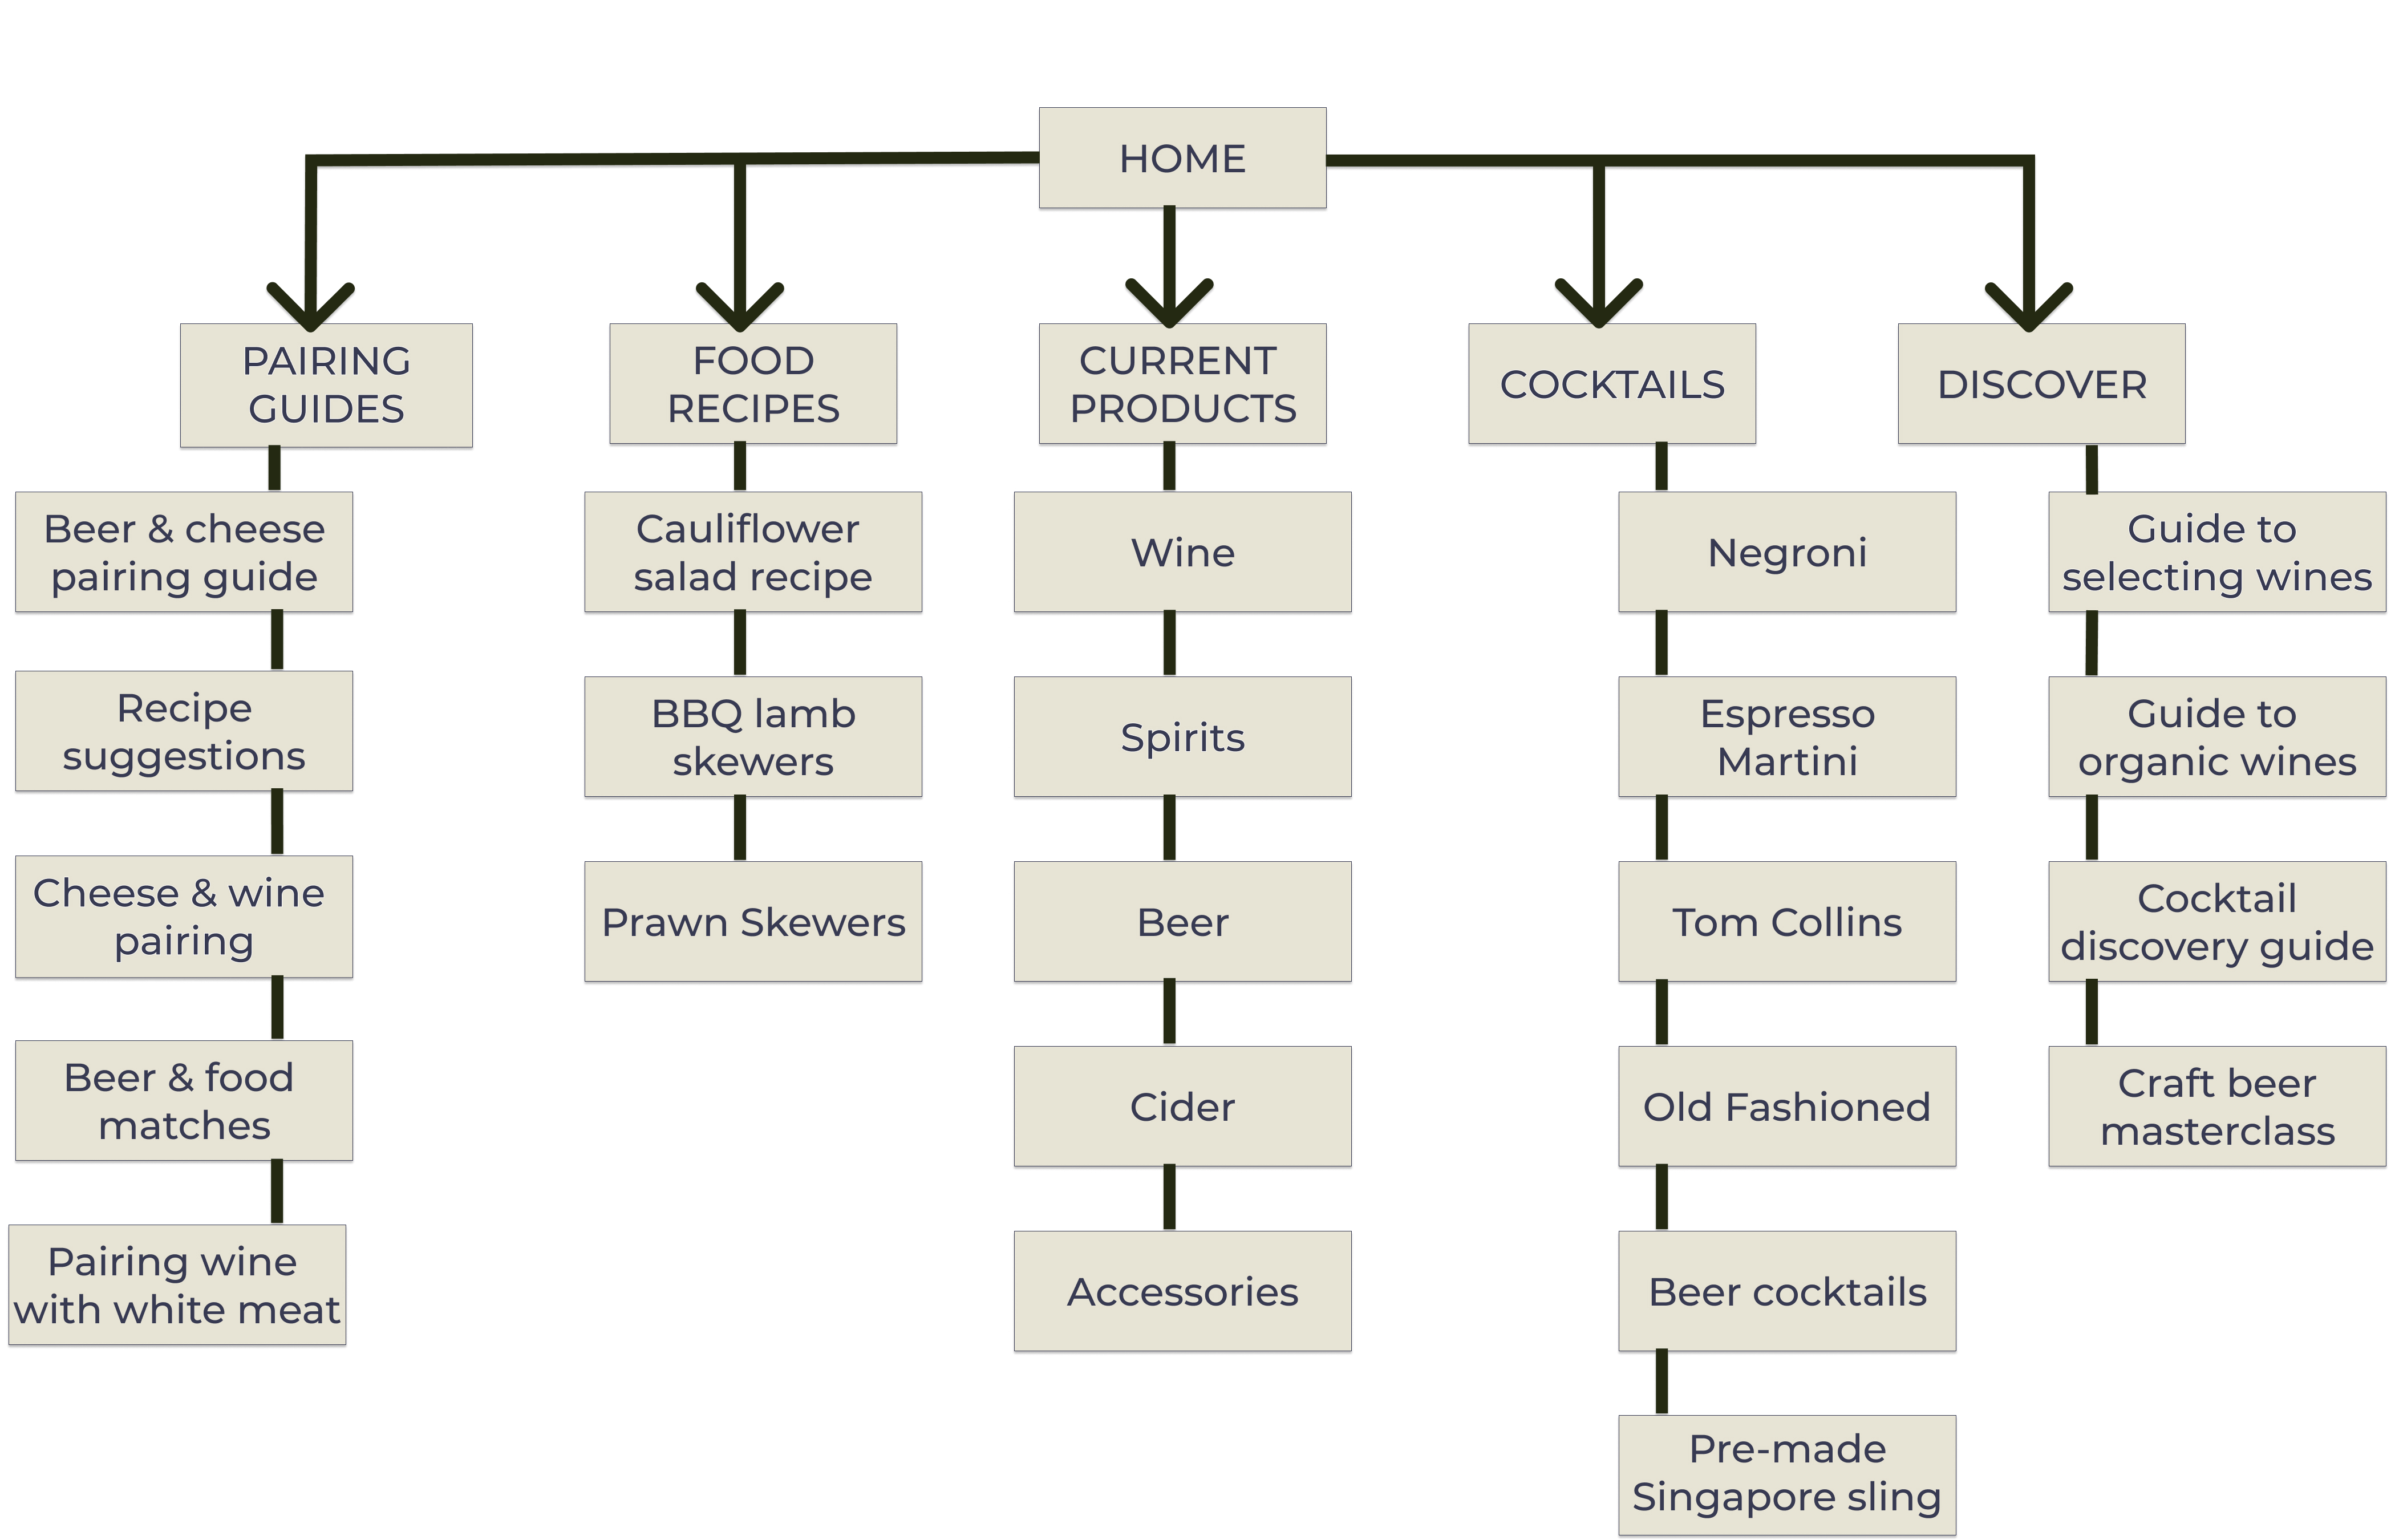 HOME
PAIRING
GUIDES
Beer & cheese
pairing guide
Recipe
suggestions
Cheese & wine
pairing
Beer & food
matches
Pairing wine
with white meat
FOOD
RECIPES
Cauliflower
salad recipe
BBQ lamb
skewers
Prawn Skewers
CURRENT
PRODUCTS
Wine
Spirits
Beer
Cider
Accessories
COCKTAILS
Negroni
Espresso
Martini
Tom Collins
Old Fashioned
Beer cocktails
Pre-made
Singapore sling
DISCOVER
Guide to
selecting wines
Guide to
organic wines
Cocktail
discovery guide
Craft beer
masterclass